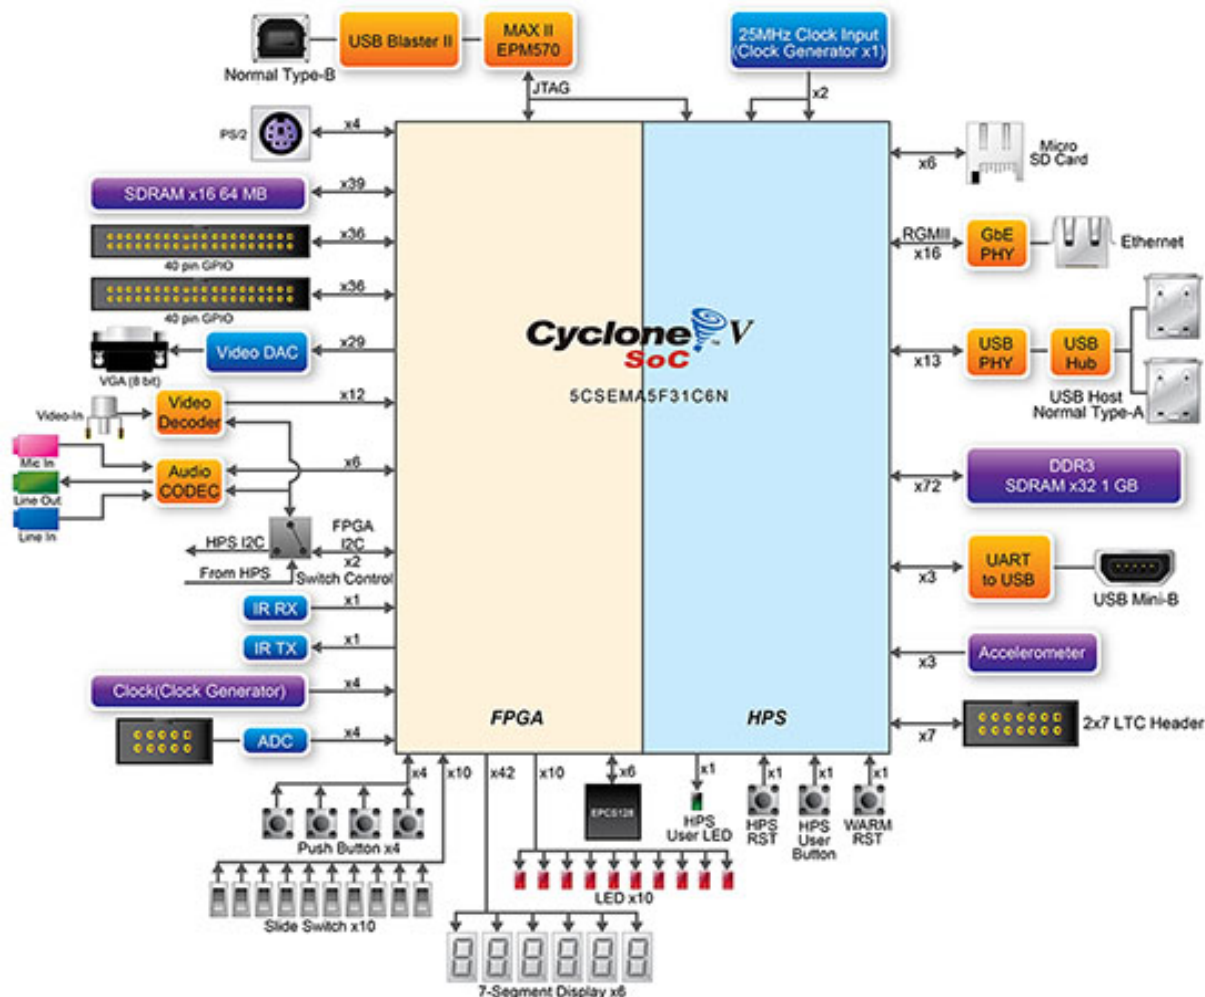 Normal Type-B
USB Blaster II
MAX II
EPM570
25MHz Clock Input
(Clock Generator x1)
JTAG
x2
PS/2
x4
x6
Micro
SD Card
SDRAM x16 64 MB
x39
40 pin GPIO
x36
RGMII
x16
GbE
PHY
Ethernet
40 pin GPIO
x36
VGA (8 bit)
Video DAC
x29
Cyclone V
SoC
™
5CSEMA5F31C6N
x13
USB
PHY
USB
Hub
USB Host
Normal Type-A
Video-In
Video
Decoder
x12
Mic In
Line Out
Line In
Audio
CODEC
x6
x72
DDR3
SDRAM x32 1 GB
HPS I2C
From HPS
FPGA
I2C
x2
Switch Control
x3
UART
to USB
USB Mini-B
IR RX
x1
IR TX
x1
x3
Accelerometer
Clock(Clock Generator)
x4
ADC
x4
FPGA
HPS
x7
2x7 LTC Header
x4
x10
x42
x10
x6
x1
x1
x1
x1
Push Button x4
EPCS128
HPS
User LED
HPS
RST
HPS
User
Button
WARM
RST
Slide Switch x10
LED x10
7-Segment Display x6